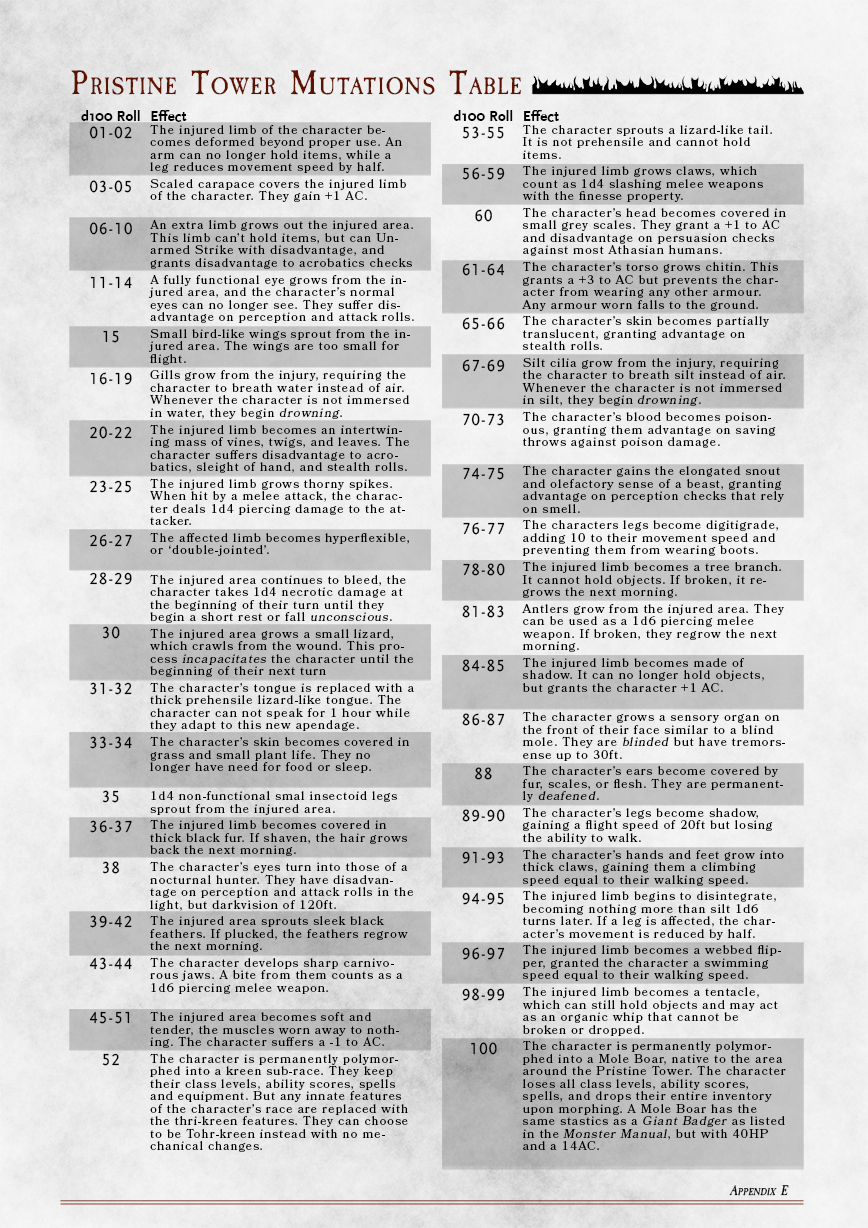 Pristine Tower Mutations Table
d100 Roll Effect
01-02 The injured limb of the character be-
comes deformed beyond proper use. An
arm can no longer hold items, while a
leg reduces movement speed by half.
03-05 Scaled carapace covers the injured limb
of the character. They gain +1 AC.
06-10 An extra limb grows out the injured area.
This limb can't hold items, but can Un-
armed Strike with disadvantage, and
grants disadvantage to acrobatics checks
11-14 A fully functional eye grows from the in-
jured area, and the character's normal
eyes can no longer see. They suffer dis-
advantage on perception and attack rolls.
15 Small bird-like wings sprout from the in-
jured area. The wings are too small for
flight.
16-19 Gills grow from the injury, requiring the
character to breath water instead of air.
Whenever the character is not immersed
in water, they begin drowning.
20-22 The injured limb becomes an intertwin-
ing mass of vines, twigs, and leaves. The
character suffers disadvantage to acro-
batics, sleight of hand, and stealth rolls.
23-25 The injured limb grows thorny spikes.
When hit by a melee attack, the charac-
ter deals 1d4 piercing damage to the at-
tacker.
26-27 The affected limb becomes hyperflexible,
or 'double-jointed'.
28-29 The injured area continues to bleed, the
character takes 1d4 necrotic damage at
the beginning of their turn until they
begin a short rest or fall unconscious.
30 The injured area grows a small lizard,
which crawls from the wound. This pro-
cess incapacitates the character until the
beginning of their next turn
31-32 The character's tongue is replaced with a
thick prehensile lizard-like tongue. The
character can not speak for 1 hour while
they adapt to this new apendage.
33-34 The character's skin becomes covered in
grass and small plant life. They no
longer have need for food or sleep.
35 1d4 non-functional smal insectoid legs
sprout from the injured area.
36-37 The injured limb becomes covered in
thick black fur. If shaven, the hair grows
back the next morning.
38 The character's eyes turn into those of a
nocturnal hunter. They have disadvan-
tage on perception and attack rolls in the
light, but darkvision of 120ft.
39-42 The injured area sprouts sleek black
feathers. If plucked, the feathers regrow
the next morning.
43-44 The character develops sharp carnivo-
rous jaws. A bite from them counts as a
1d6 piercing melee weapon.
45-51 The injured area becomes soft and
tender, the muscles worn away to noth-
ing. The character suffers a -1 to AC.
52 The character is permanently polymor-
phed into a kreen sub-race. They keep
their class levels, ability scores, spells
and equipment. But any innate features
of the character's race are replaced with
the thri-kreen features. They can choose
to be Tohr-kreen instead with no me-
chanical changes.
d100 Roll Effect
53-55 The character sprouts a lizard-like tail.
It is not prehensile and cannot hold
items.
56-59 The injured limb grows claws, which
count as 1d4 slashing melee weapons
with the finesse property.
60 The character's head becomes covered in
small grey scales. They grant a +1 to AC
and disadvantage on persuasion checks
against most Athasian humans.
61-64 The character's torso grows chitin. This
grants a +3 to AC but prevents the char-
acter from wearing any other armour.
Any armour worn falls to the ground.
65-66 The character's skin becomes partially
translucent, granting advantage on
stealth rolls.
67-69 Silt cilia grow from the injury, requiring
the character to breath silt instead of air.
Whenever the character is not immersed
in silt, they begin drowning.
70-73 The character's blood becomes poison-
ous, granting them advantage on saving
throws against poison damage.
74-75 The character gains the elongated snout
and olefactory sense of a beast, granting
advantage on perception checks that rely
on smell.
76-77 The characters legs become digitigrade,
adding 10 to their movement speed and
preventing them from wearing boots.
78-80 The injured limb becomes a tree branch.
It cannot hold objects. If broken, it re-
grows the next morning.
81-83 Antlers grow from the injured area. They
can be used as a 1d6 piercing melee
weapon. If broken, they regrow the next
morning.
84-85 The injured limb becomes made of
shadow. It can no longer hold objects,
but grants the character +1 AC.
86-87 The character grows a sensory organ on
the front of their face similar to a blind
mole. They are blinded but have tremors-
ense up to 30ft.
88 The character's ears become covered by
fur, scales, or flesh. They are permanent-
ly deafened.
89-90 The character's legs become shadow,
gaining a flight speed of 20ft but losing
the ability to walk.
91-93 The character's hands and feet grow into
thick claws, gaining them a climbing
speed equal to their walking speed.
94-95 The injured limb begins to disintegrate,
becoming nothing more than silt 1d6
turns later. If a leg is affected, the char-
acter's movement is reduced by half.
96-97 The injured limb becomes a webbed flip-
per, granted the character a swimming
speed equal to their walking speed.
98-99 The injured limb becomes a tentacle,
which can still hold objects and may act
as an organic whip that cannot be
broken or dropped.
100 The character is permanently polymor-
phed into a Mole Boar, native to the area
around the Pristine Tower. The character
loses all class levels, ability scores,
spells, and drops their entire inventory
upon morphing. A Mole Boar has the
same stastics as a Giant Badger as listed
in the Monster Manual, but with 40HP
and a 14AC.
Appendix E